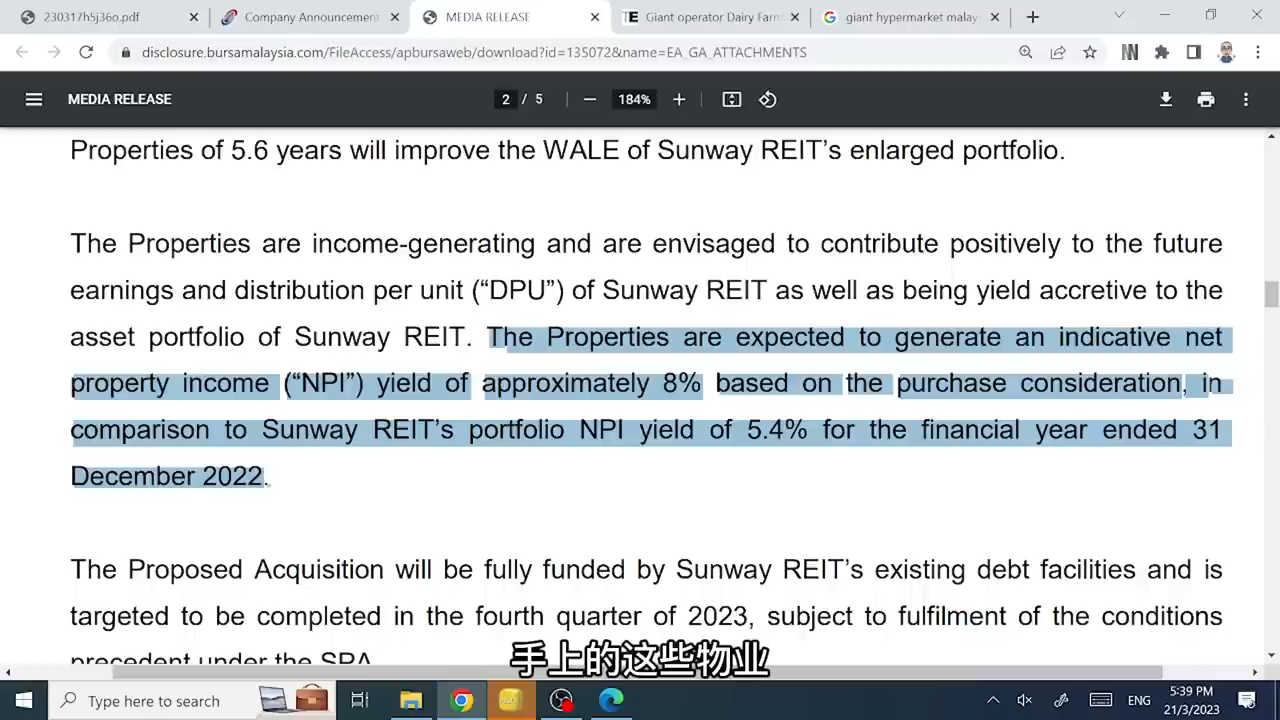 230317h5j36o.pdf
Company Announcement
MEDIA RELEASE
Giant operator Dairy Farm
giant hypermarket malay
disclosure.bursamalaysia.com/FileAccess/apbursaweb/download?id=135072&name=EA_GA_ATTACHMENTS
MEDIA RELEASE
2 / 5
184%
Properties of 5.6 years will improve the WALE of Sunway REIT’s enlarged portfolio.
The Properties are income-generating and are envisaged to contribute positively to the future
earnings and distribution per unit (“DPU”) of Sunway REIT as well as being yield accretive to the
asset portfolio of Sunway REIT. The Properties are expected to generate an indicative net
property income (“NPI”) yield of approximately 8% based on the purchase consideration, in
comparison to Sunway REIT’s portfolio NPI yield of 5.4% for the financial year ended 31
December 2022.
The Proposed Acquisition will be fully funded by Sunway REIT’s existing debt facilities and is
targeted to be completed in the fourth quarter of 2023, subject to fulfilment of the conditions
precedent under the SPA.
手上的这些物业
Type here to search
ENG
5:39 PM
21/3/2023